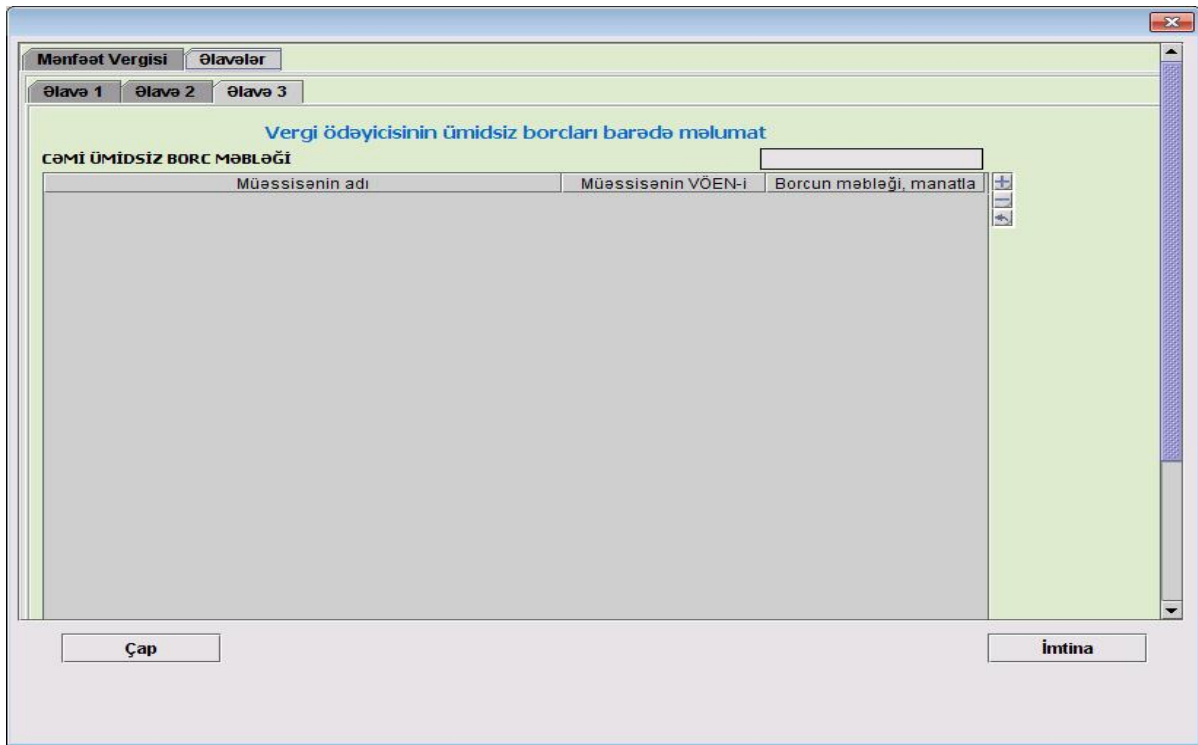 Mənfəət Vergisi Əlavələr
Əlavə 1 Əlavə 2 Əlavə 3
Vergi ödəyicisinin ümidsiz borcları barədə məlumat
CƏMİ ÜMİDSİZ BORC MƏBLƏĞİ
Müəssisənin adı Müəssisənin VÖEN-i Borcun məbləği, manatla
Çap İmtina